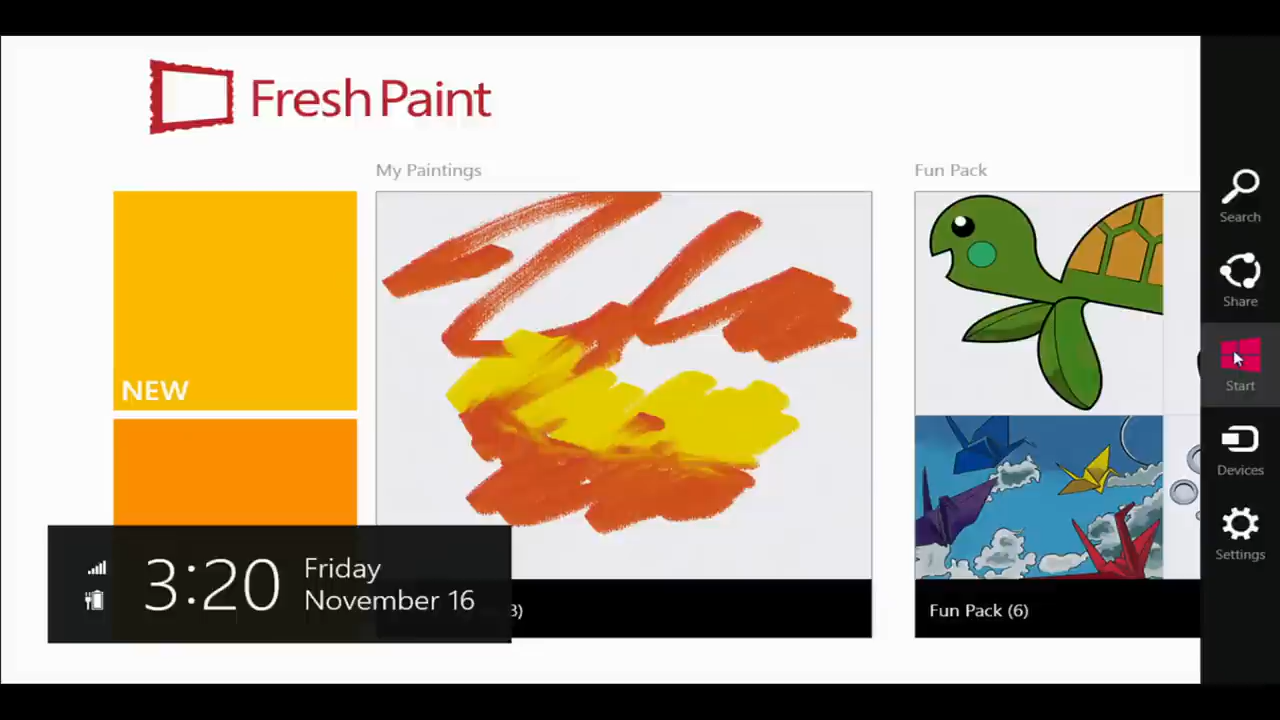 Fresh Paint
My Paintings
Fun Pack
NEW
Search
Share
Start
Devices
Settings
3:20
Friday
November 16
3)
Fun Pack (6)